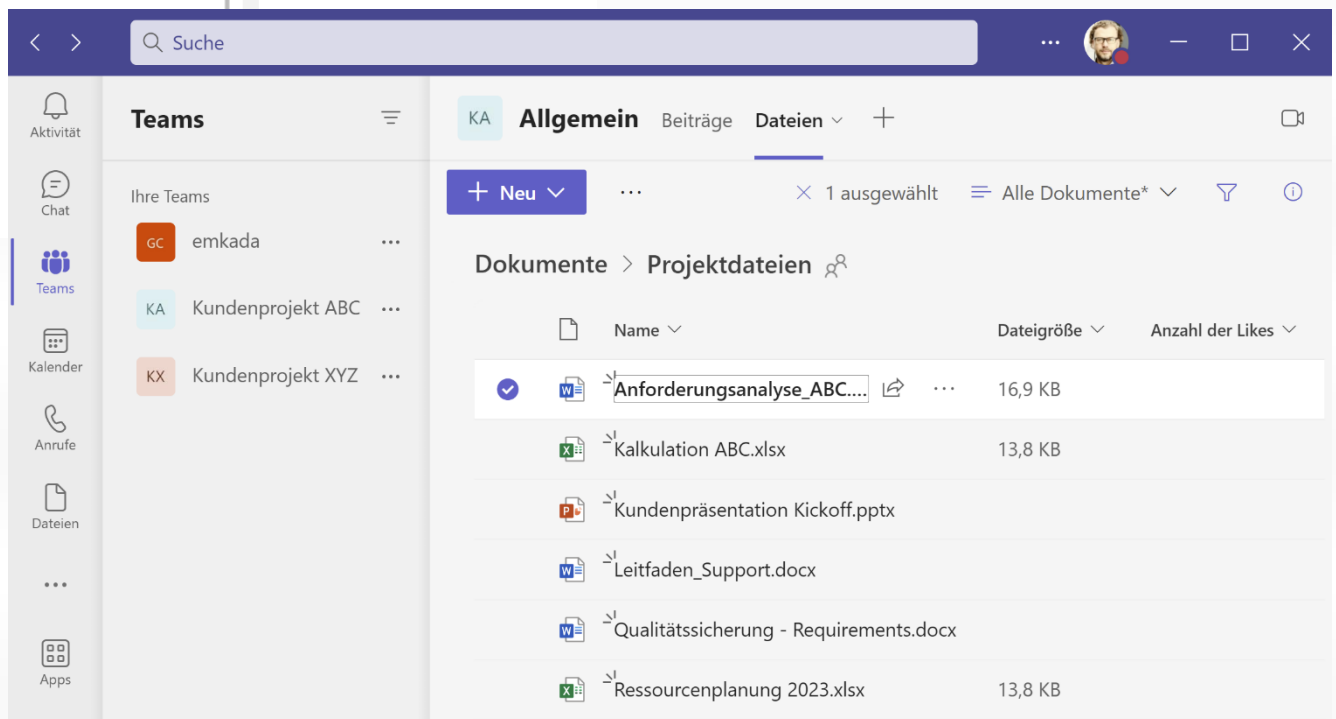 Suche
Aktivität
Chat
Teams
Kalender
Anrufe
Dateien
Apps
Teams
Ihre Teams
GC emkada
KA Kundenprojekt ABC
KX Kundenprojekt XYZ
KA Allgemein Beiträge Dateien
Neu 1 ausgewählt Alle Dokumente*
Dokumente > Projektdateien
Name Dateigröße Anzahl der Likes
Anforderungsanalyse_ABC.... 16,9 KB
Kalkulation ABC.xlsx 13,8 KB
Kundenpräsentation Kickoff.pptx
Leitfaden_Support.docx
Qualitätssicherung - Requirements.docx
Ressourcenplanung 2023.xlsx 13,8 KB